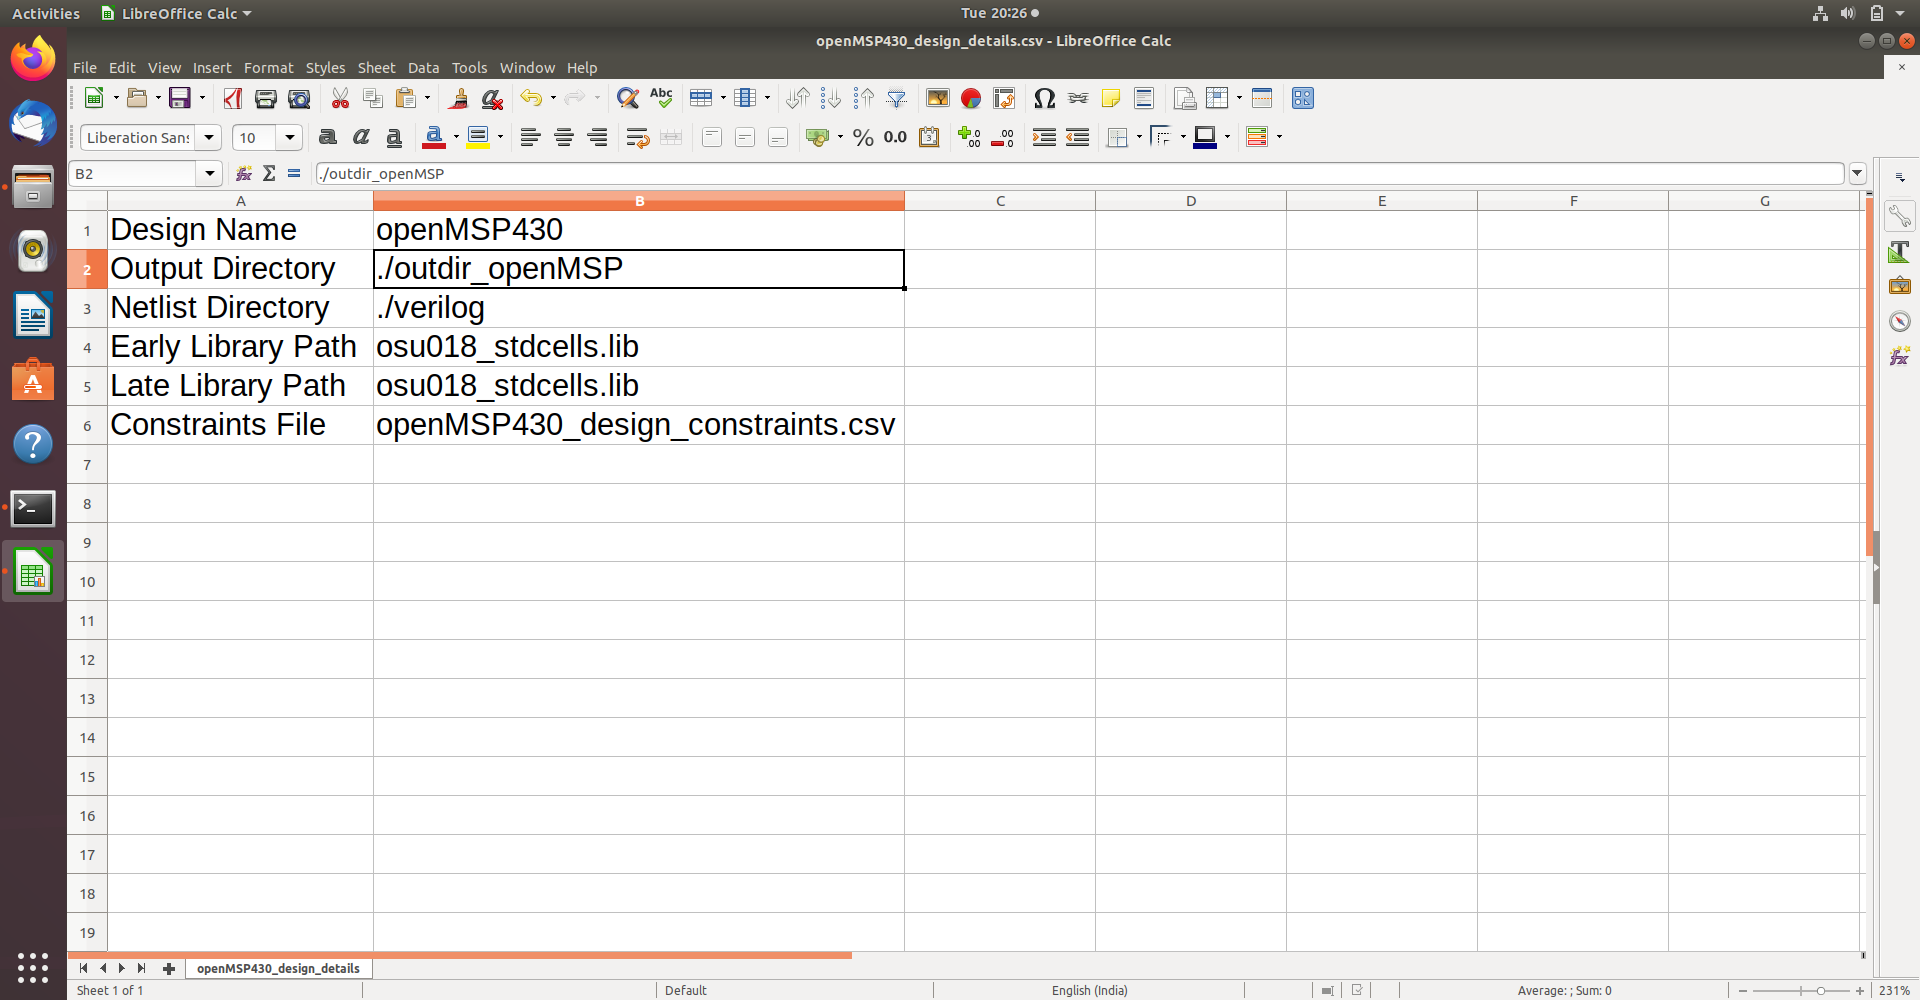 Activities LibreOffice Calc Tue 20:26
openMSP430_design_details.csv - LibreOffice Calc
File Edit View Insert Format Styles Sheet Data Tools Window Help
Liberation Sans 10
B2 ./outdir_openMSP
A B C D E F G
1 Design Name openMSP430
2 Output Directory ./outdir_openMSP
3 Netlist Directory ./verilog
4 Early Library Path osu018_stdcells.lib
5 Late Library Path osu018_stdcells.lib
6 Constraints File openMSP430_design_constraints.csv
7
8
9
10
11
12
13
14
15
16
17
18
19
openMSP430_design_details
Sheet 1 of 1 Default English (India) Average: ; Sum: 0 231%